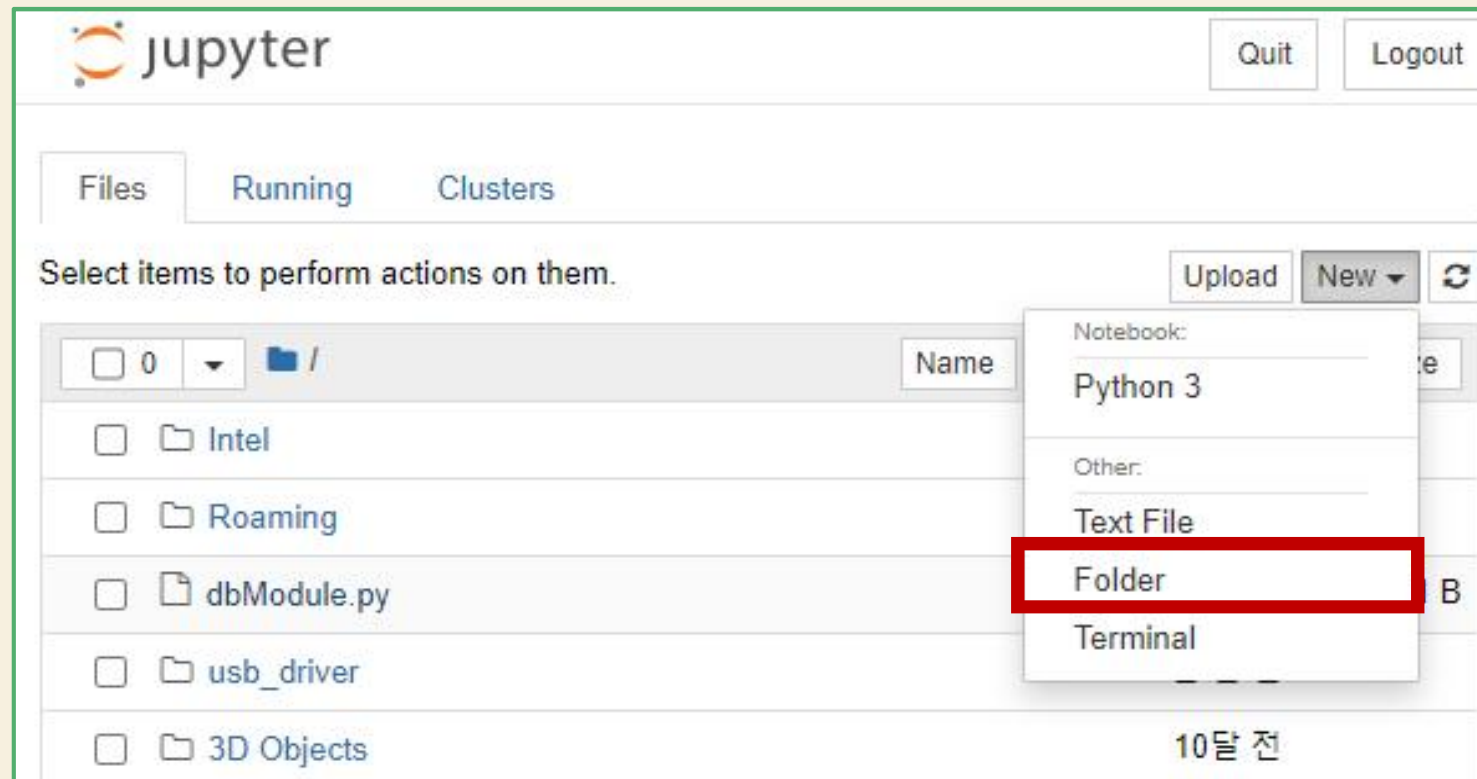 jupyter
Quit
Logout
Files
Running
Clusters
Select items to perform actions on them.
Upload
New
0
/
Name
Notebook:
Python 3
Other:
Text File
Folder
Terminal
Intel
Roaming
dbModule.py
B
usb_driver
3D Objects
10달 전